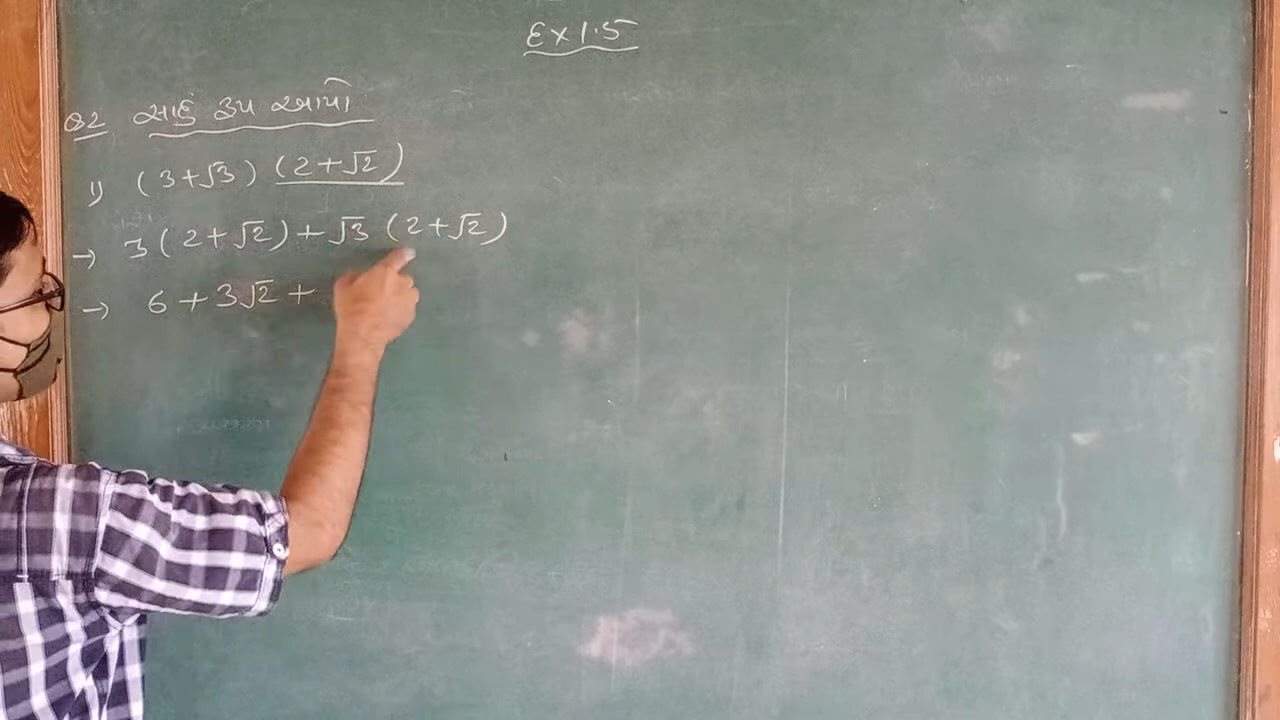 Ex 1.5
Q2 સાદું રૂપ આપો
1) (3+√3) (2+√2)
→ 3(2+√2)+√3 (2+√2)
→ 6 + 3√2 +